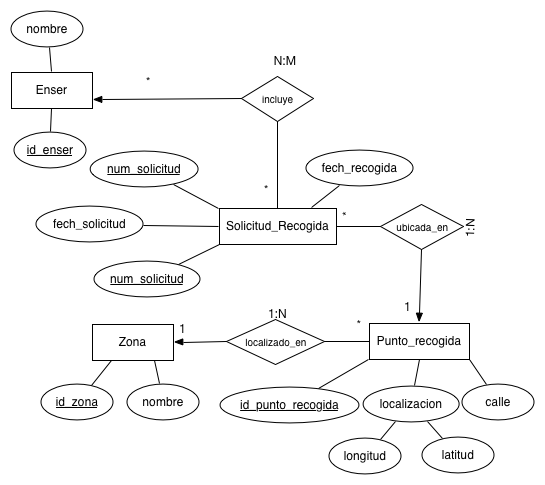 nombre
N:M
*
Enser
incluye
id_enser
num_solicitud
fech_recogida
*
fech_solicitud
Solicitud_Recogida
*
ubicada_en
1:N
num_solicitud
1
1:N
*
1
Zona
localizado_en
Punto_recogida
id_zona
nombre
id_punto_recogida
localizacion
calle
longitud
latitud